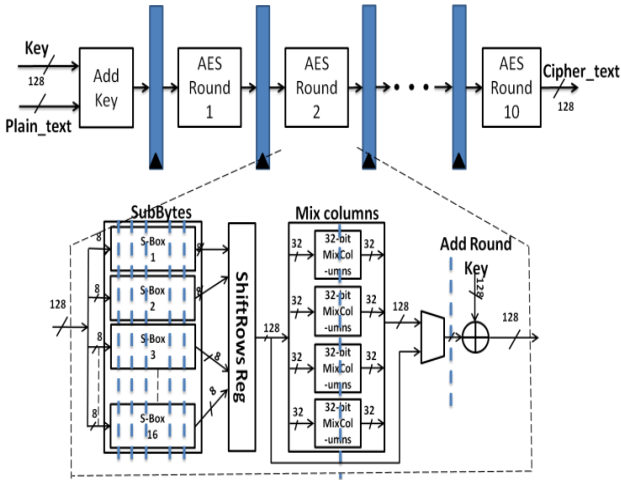 Key
128
Plain_text
Add
Key
AES
Round
1
AES
Round
2
AES
Round
10
Cipher_text
128
SubBytes
8
S-Box
1
8
8
S-Box
2
8
8
S-Box
3
8
8
S-Box
16
8
128
ShiftRows Reg
128
Mix columns
32
32-bit
MixCol
-umns
32
32
32-bit
MixCol
-umns
32
32
32-bit
MixCol
-umns
32
32
32-bit
MixCol
-umns
32
128
Add Round
Key
128
128